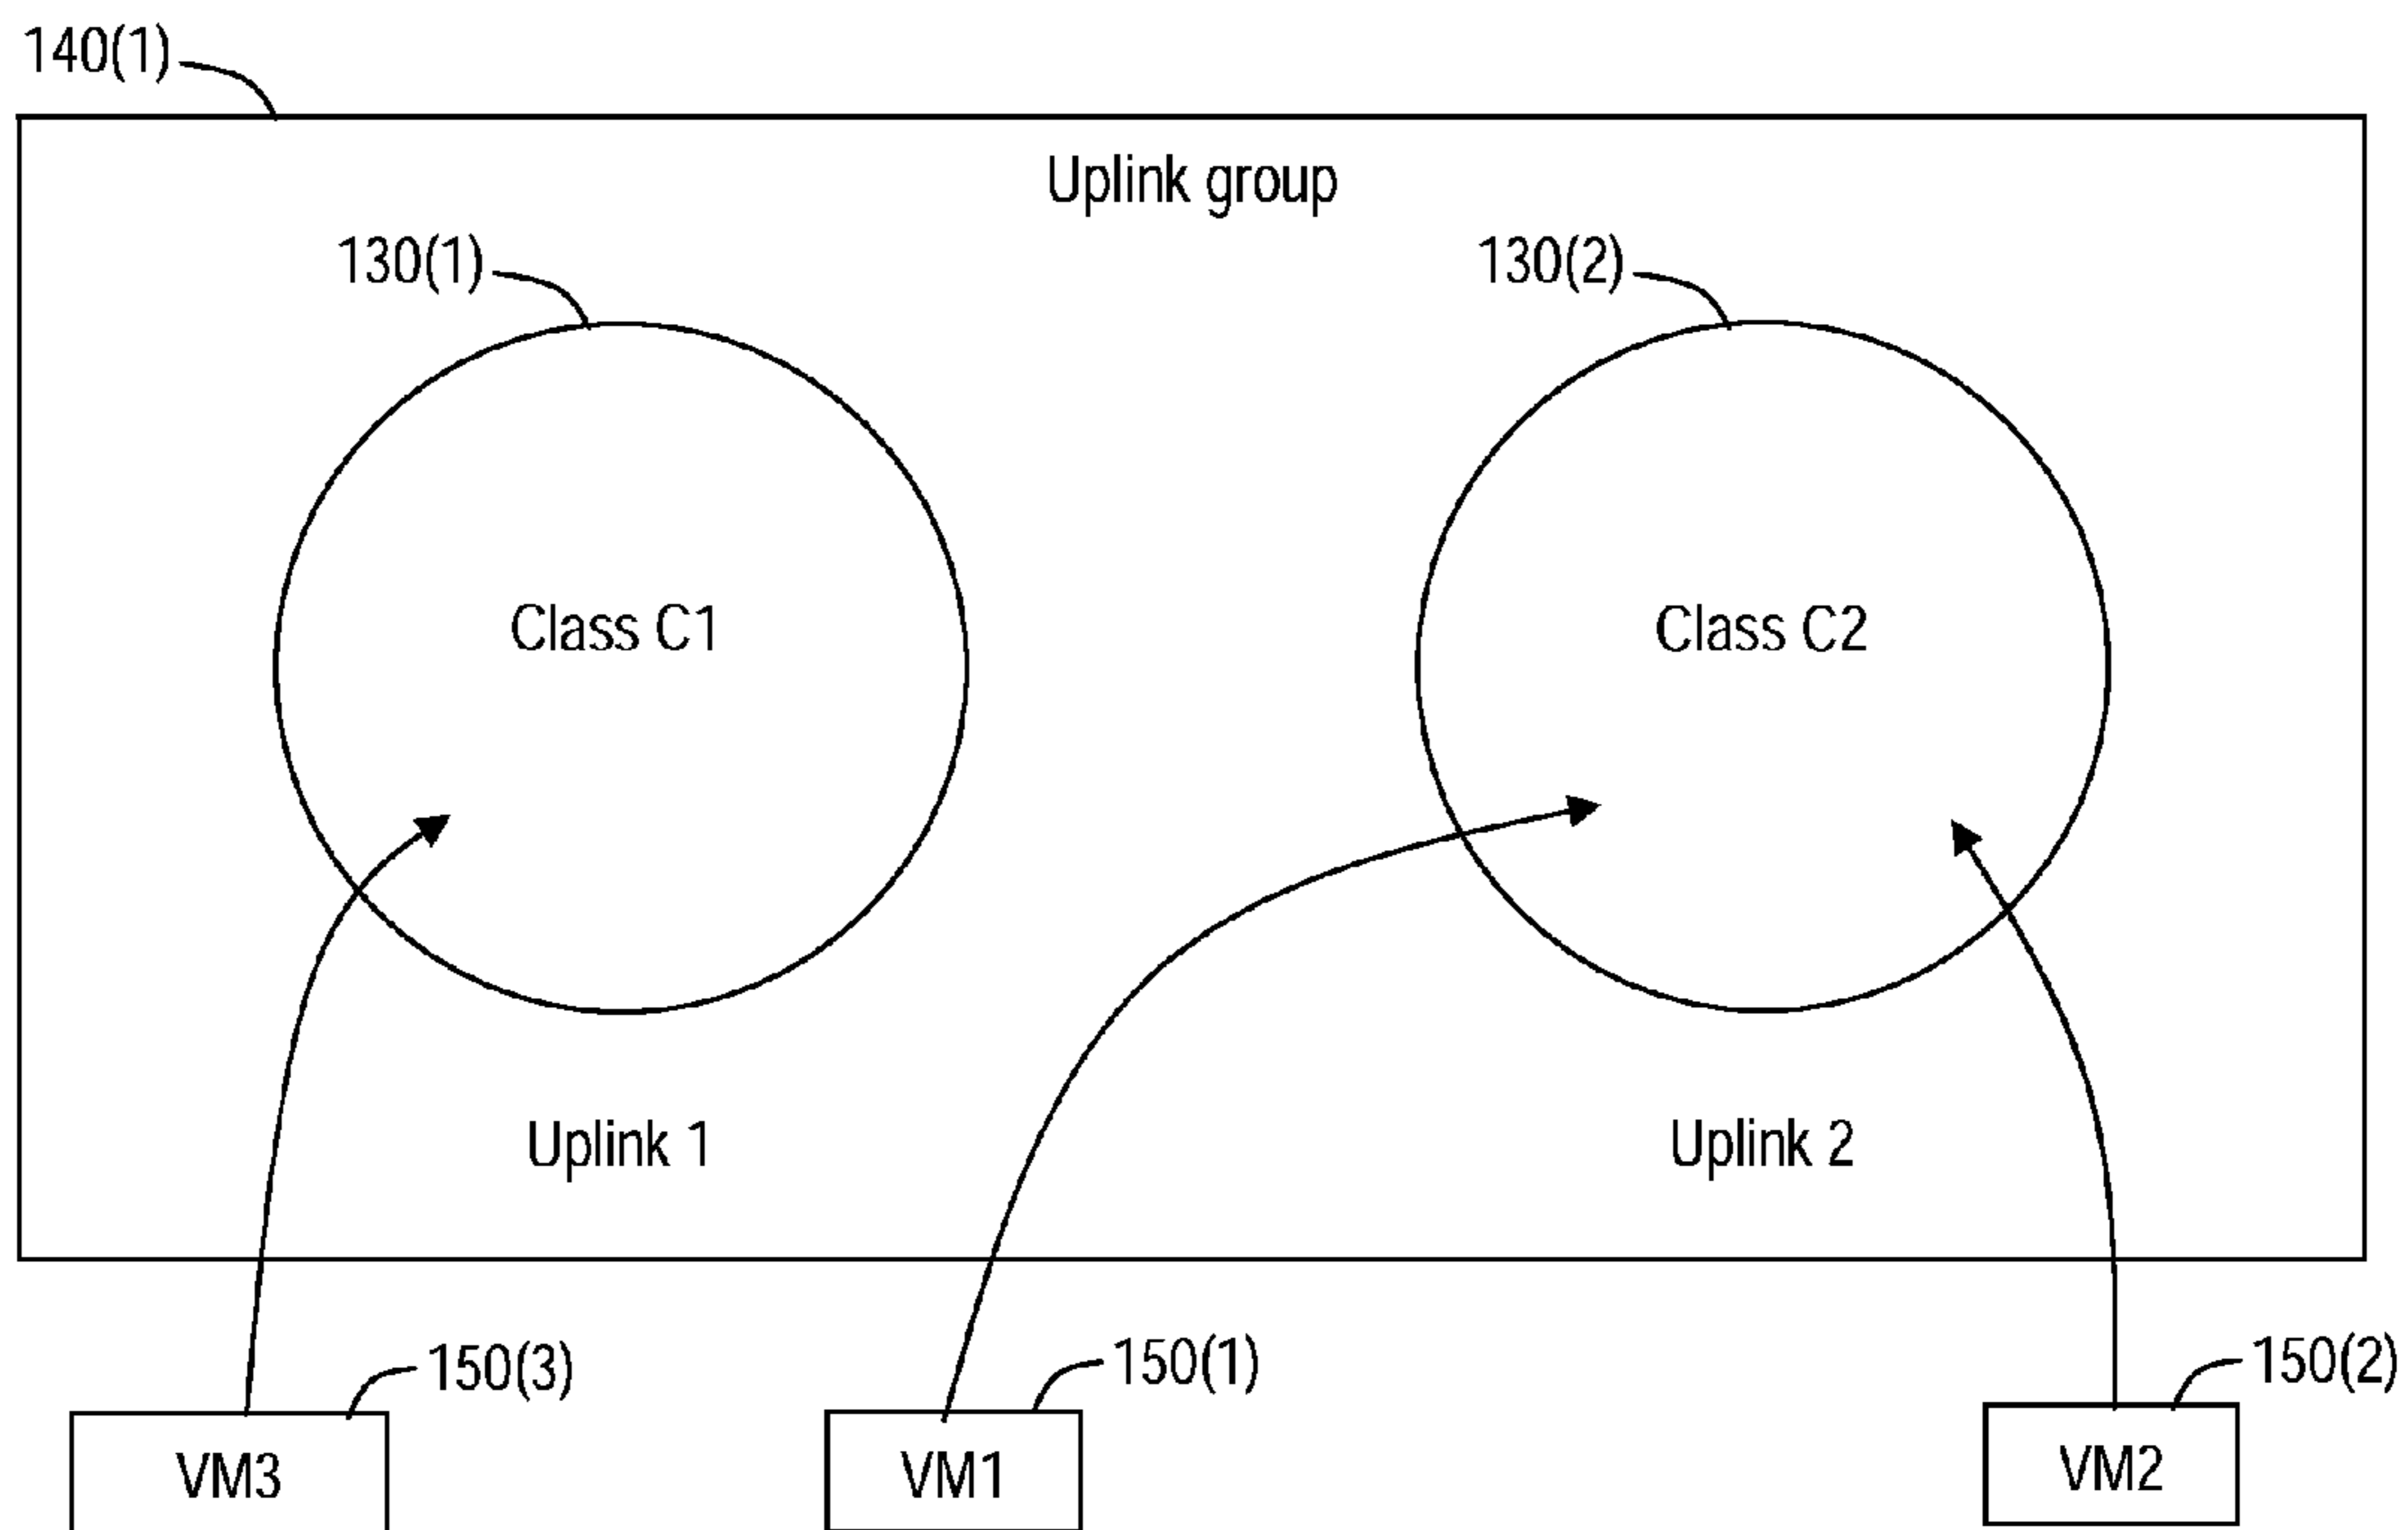 140(1)
Uplink group
130(1)
130(2)
Class C1
Class C2
Uplink 1
Uplink 2
150(3)
150(1)
150(2)
VM3
VM1
VM2